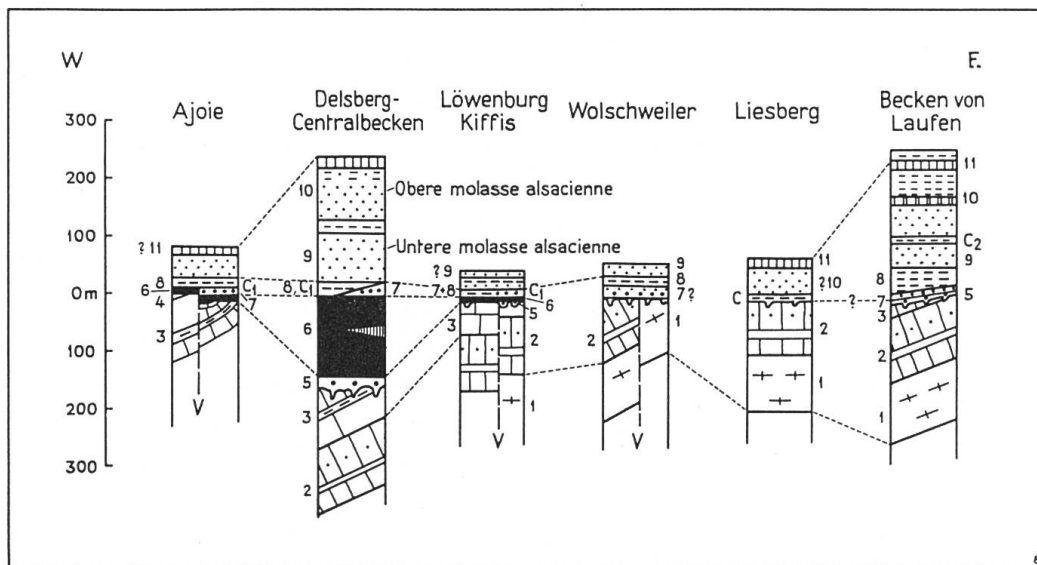 W
E.
Ajoie
Delsberg-
Centralbecken
Löwenburg
Kiffis
Wolschweiler
Liesberg
Becken von
Laufen
300
200
100
0m
100
200
300
? 11
8
6
4
3
C1
7
V
10
9
8 C1
7
6
5
3
2
Obere molasse alsacienne
Untere molasse alsacienne
? 9
7+8
C1
6
5
3
2
1
V
9
8
7?
1
2
V
11
?10
C
?
2
1
11
10
C2
9
8
7
5
3
2
1